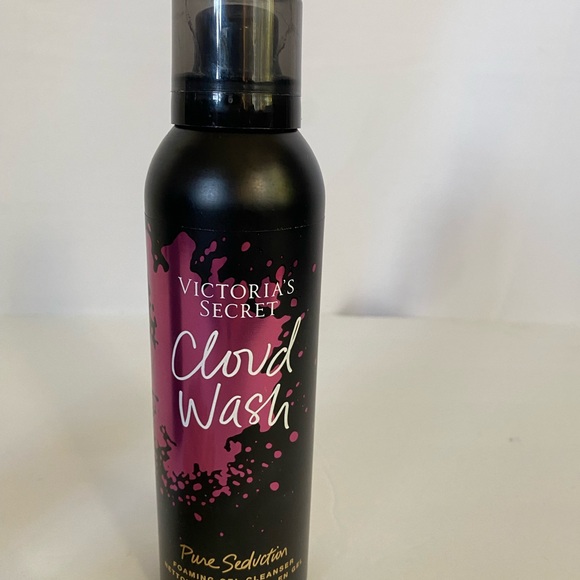 VICTORIA'S
SECRET
Cloud
Wash
Pure Seduction
FOAMING GEL CLEANSER